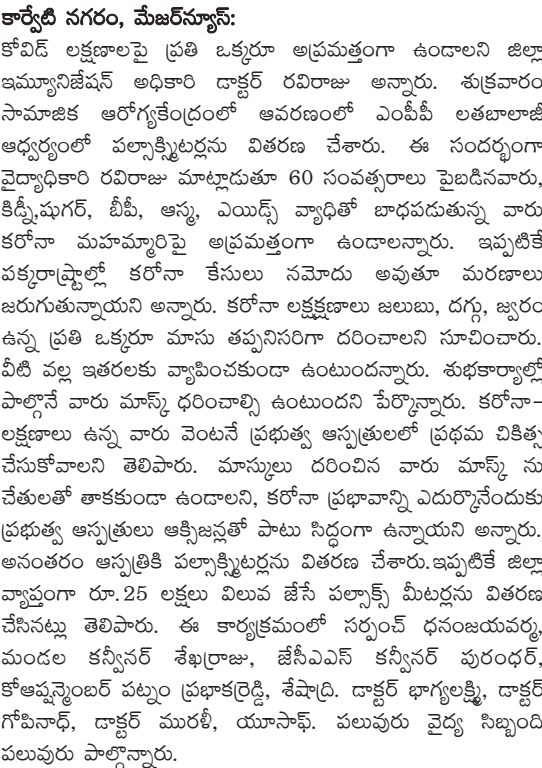 కార్వేటి నగరం, మేజర్‌న్యూస్:
కోవిడ్ లక్షణాలపై ప్రతి ఒక్కరూ అప్రమత్తంగా ఉండాలని జిల్లా
ఇమ్యూనిజేషన్ అధికారి డాక్టర్ రవిరాజు అన్నారు. శుక్రవారం
సామాజిక ఆరోగ్యకేంద్రంలో ఆవరణంలో ఎంపీపీ లతబాలాజీ
ఆధ్వర్యంలో పల్సాక్స్మిటర్లను వితరణ చేశారు. ఈ సందర్భంగా
వైద్యాధికారి రవిరాజు మాట్లాడుతూ 60 సంవత్సరాలు పైబడినవారు,
కిడ్నీ,షుగర్, బీపీ, ఆస్మ, ఎయిడ్స్ వ్యాధితో బాధపడుతున్న వారు
కరోనా మహమ్మారిపై అప్రమత్తంగా ఉండాలన్నారు. ఇప్పటికే
పక్కరాష్ట్రాల్లో కరోనా కేసులు నమోదు అవుతూ మరణాలు
జరుగుతున్నాయని అన్నారు. కరోనా లక్షక్షణాలు జలుబు, దగ్గు, జ్వరం
ఉన్న ప్రతి ఒక్కరూ మాసు తప్పనిసరిగా దరించాలని సూచించారు.
వీటి వల్ల ఇతరలకు వ్యాపించకుండా ఉంటుందన్నారు. శుభకార్యాల్లో
పాల్గొనే వారు మాస్క్ ధరించాల్సి ఉంటుందని పేర్కొన్నారు. కరోనా-
లక్షణాలు ఉన్న వారు వెంటనే ప్రభుత్వ ఆస్పత్రులలో ప్రథమ చికిత్స
చేసుకోవాలని తెలిపారు. మాస్కులు దరించిన వారు మాస్క్ ను
చేతులతో తాకకుండా ఉండాలని, కరోనా ప్రభావాన్ని ఎదుర్కొనేందుకు
ప్రభుత్వ ఆస్పత్రులు ఆక్సిజన్లతో పాటు సిద్ధంగా ఉన్నాయని అన్నారు.
అనంతరం ఆస్పత్రికి పల్సాక్స్మిటర్లను వితరణ చేశారు.ఇప్పటికే జిల్లా
వ్యాప్తంగా రూ.25 లక్షలు విలువ జేసే పల్సాక్స్ మీటర్లను వితరణ
చేసినట్లు తెలిపారు. ఈ కార్యక్రమంలో సర్పంచ్ ధనంజయవర్మ,
మండల కన్వీనర్ శేఖర్రాజు, జేసీఎఎస్ కన్వీనర్ పురంధర్,
కోఆప్షన్మెంబర్ పట్నం ప్రభాకర్రెడ్డి, శేషాద్రి. డాక్టర్ భాగ్యలక్ష్మి, డాక్టర్
గోపినాధ్, డాక్టర్ మురళీ, యూసాఫ్. పలువురు వైద్య సిబ్బంది
పలువురు పాల్గొన్నారు.